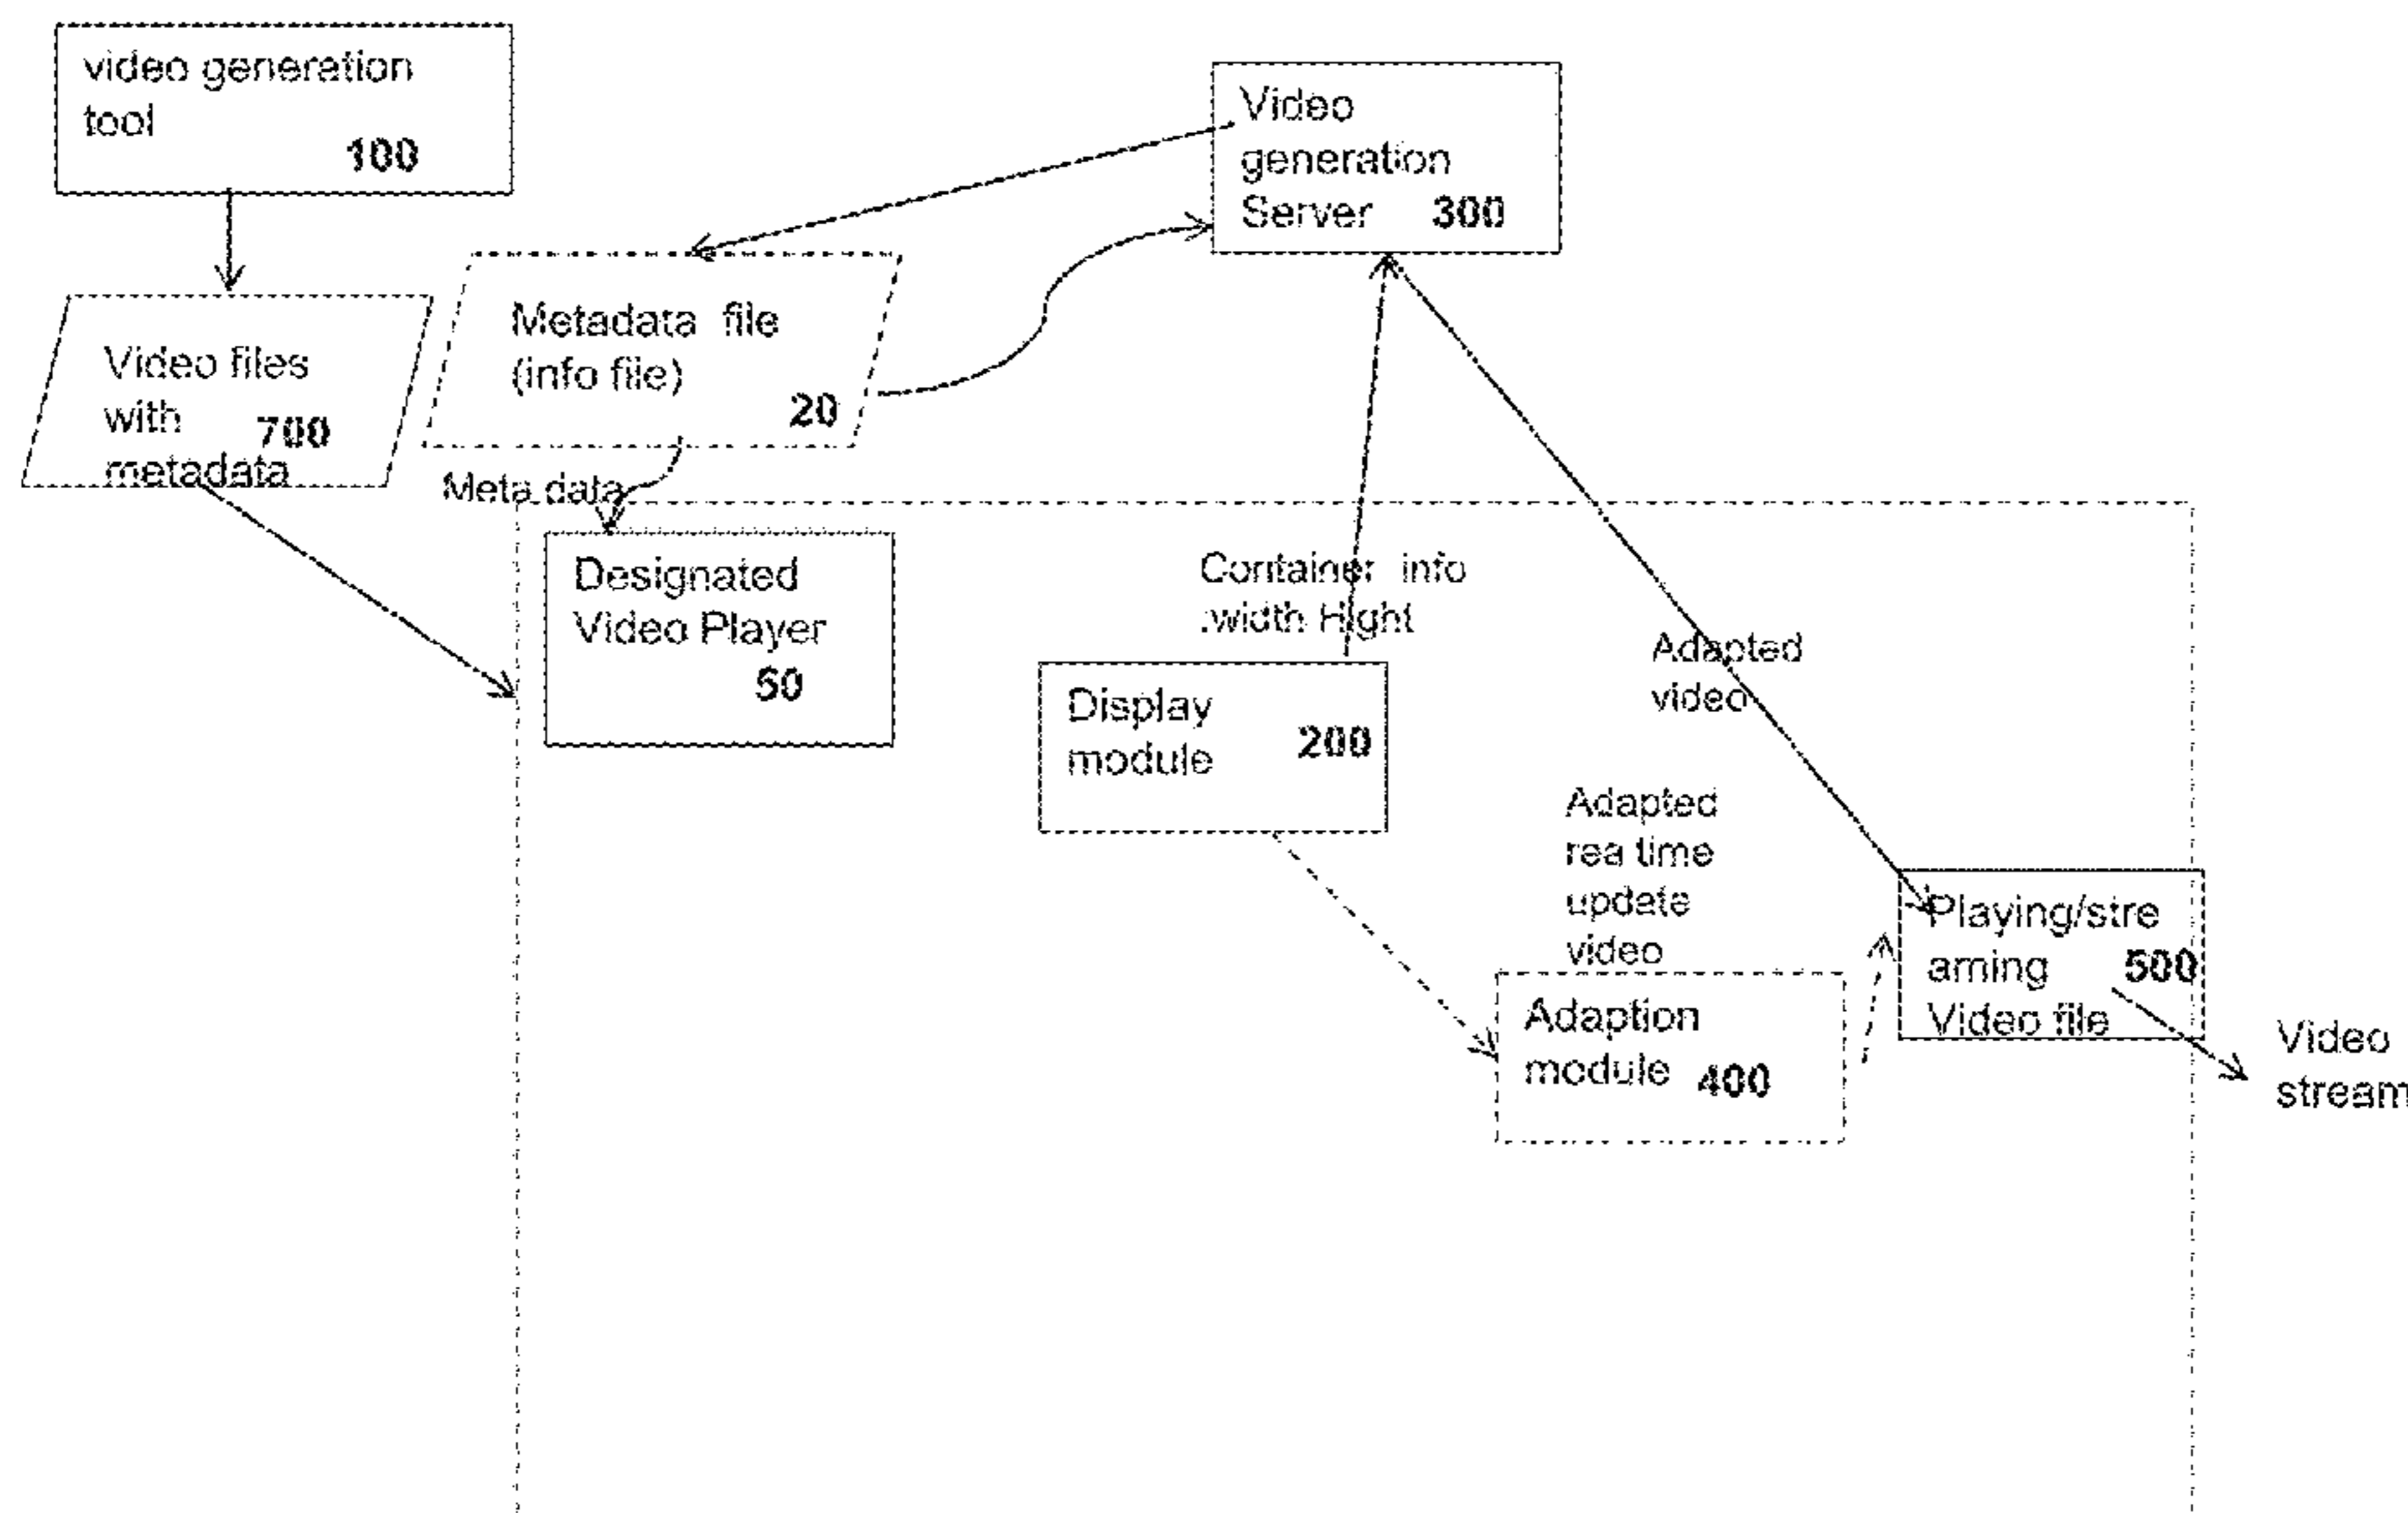 video generation
tool
100
Video
generation
Server 300
Metadata file
(info file)
20
Video files
with 700
metadata
Meta data
Designated
Video Player
50
Container info
.width Hight
Display
module 200
Adapted
video
Adapted
rea time
update
video
Playing/stre
aming 500
Video file
Adaption
module 400
Video
stream